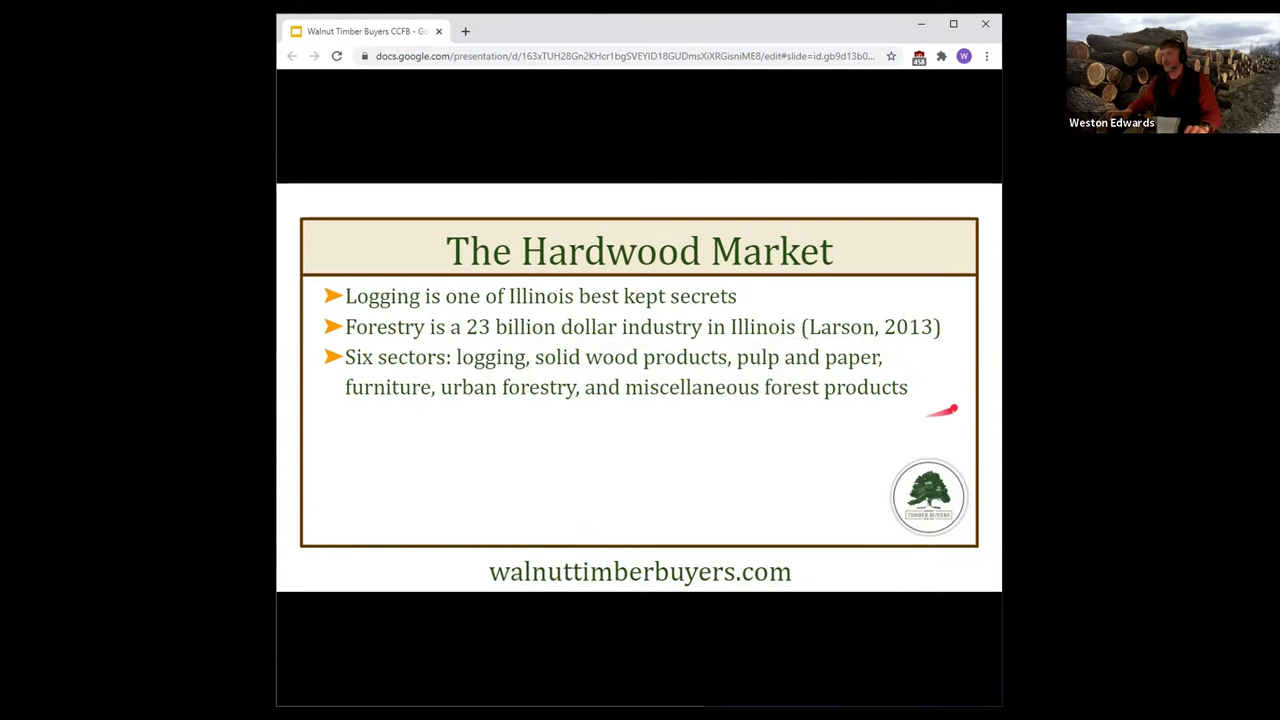 Walnut Timber Buyers CCFB - Go
docs.google.com/presentation/d/163xTUH28Gn2KHcr1bgSVEYID18GUDmsXiXRGisniME8/edit#slide=id.gb9d13b0...
458
W
Weston Edwards
The Hardwood Market
Logging is one of Illinois best kept secrets
Forestry is a 23 billion dollar industry in Illinois (Larson, 2013)
Six sectors: logging, solid wood products, pulp and paper,
furniture, urban forestry, and miscellaneous forest products
TIMBER BUYERS
walnuttimberbuyers.com